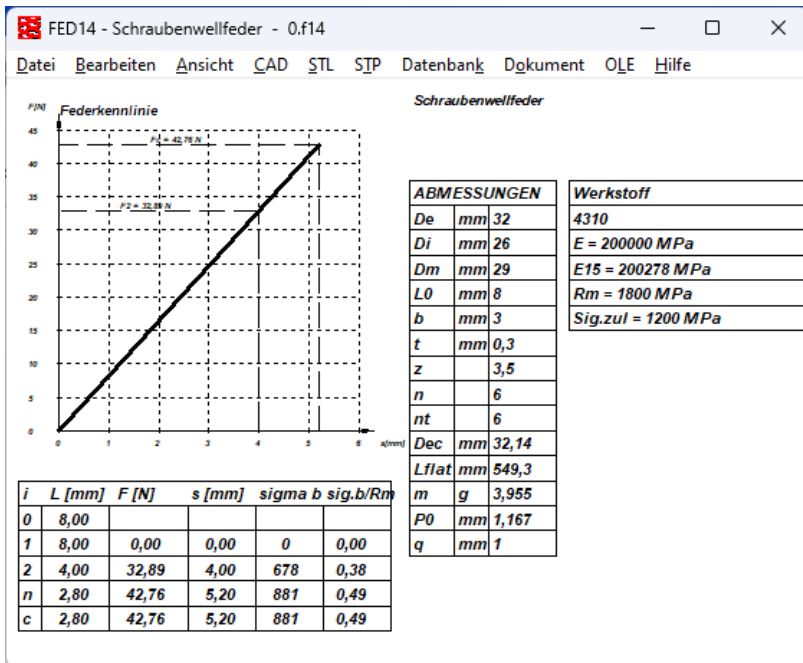 FED14 - Schraubenwellfeder - 0.f14
Datei Bearbeiten Ansicht CAD STL STP Datenbank Dokument OLE Hilfe
F[N] Federkennlinie
45
40
35
30
25
20
15
10
5
0
Fc = 42,76 N
F2 = 32,89 N
0 1 2 3 4 5 6 s[mm]
i L [mm] F [N] s [mm] sigma b sig.b/Rm
0 8,00
1 8,00 0,00 0,00 0 0,00
2 4,00 32,89 4,00 678 0,38
n 2,80 42,76 5,20 881 0,49
c 2,80 42,76 5,20 881 0,49
Schraubenwellfeder
ABMESSUNGEN
De mm 32
Di mm 26
Dm mm 29
L0 mm 8
b mm 3
t mm 0,3
z 3,5
n 6
nt 6
Dec mm 32,14
Lflat mm 549,3
m g 3,955
P0 mm 1,167
q mm 1
Werkstoff
4310
E = 200000 MPa
E15 = 200278 MPa
Rm = 1800 MPa
Sig.zul = 1200 MPa